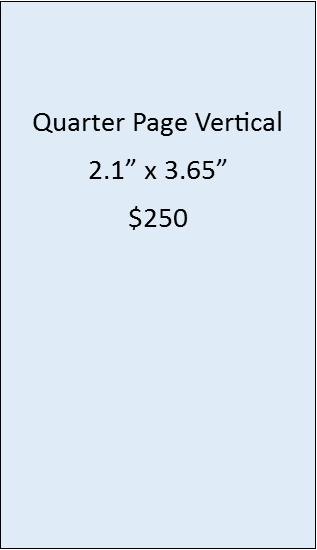 Quarter Page Vertical
2.1” x 3.65”
$250